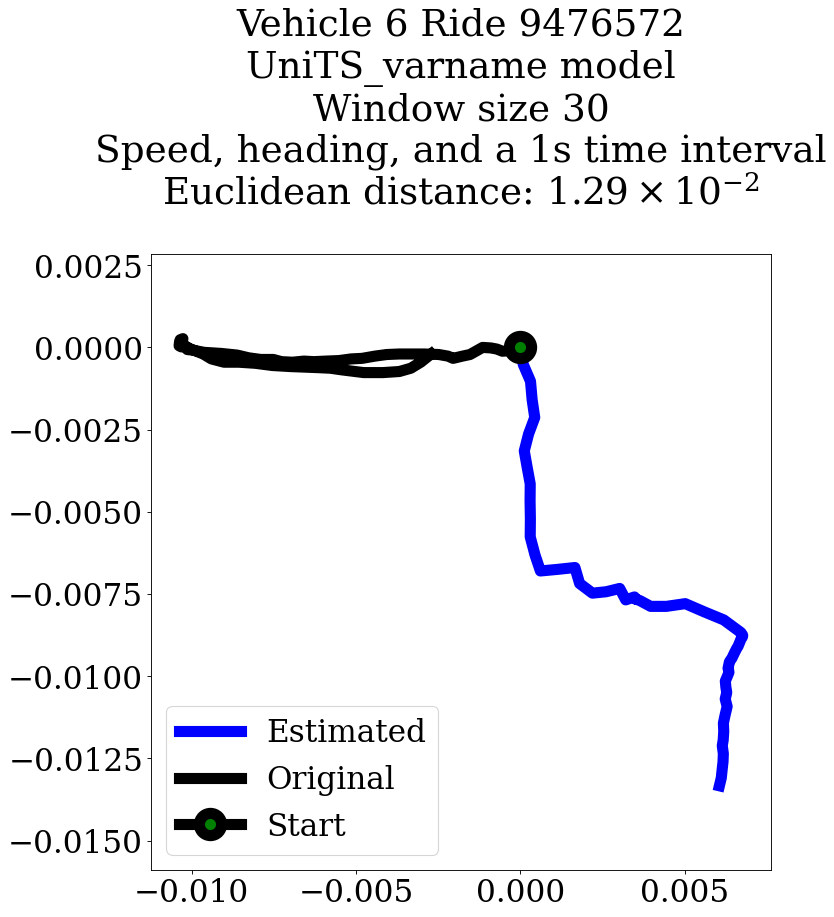 Vehicle 6 Ride 9476572
UniTS_varname model
Window size 30
Speed, heading, and a 1s time interval
Euclidean distance: 1.29 × 10⁻²
0.0025
0.0000
−0.0025
−0.0050
−0.0075
−0.0100
−0.0125
−0.0150
Estimated
Original
Start
−0.010 −0.005 0.000 0.005